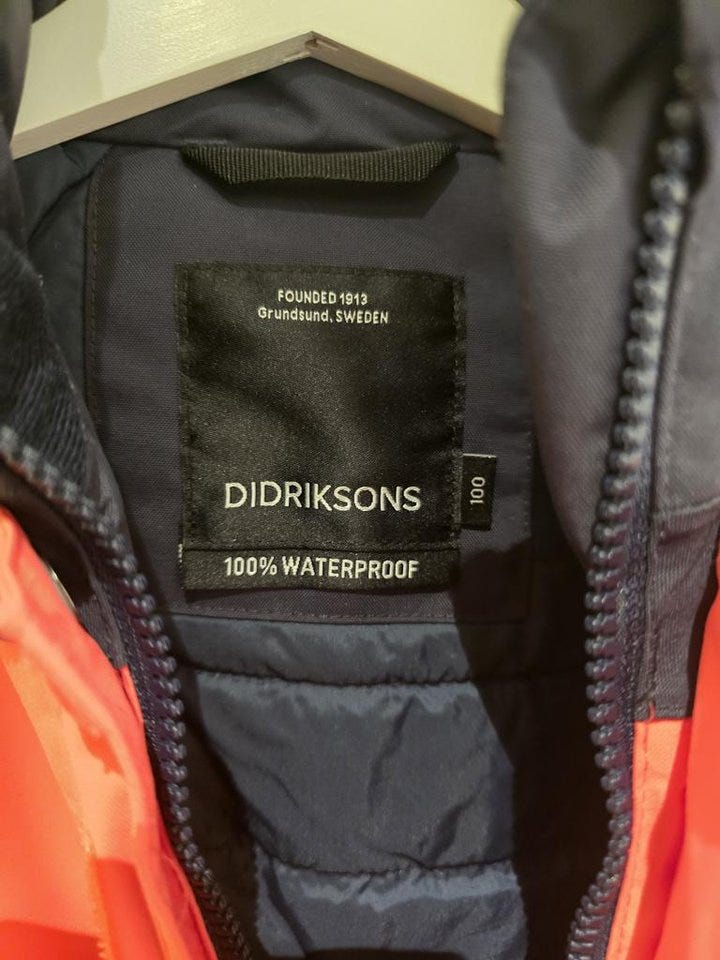 FOUNDED 1913
Grundsund, SWEDEN
DIDRIKSONS
100
100% WATERPROOF